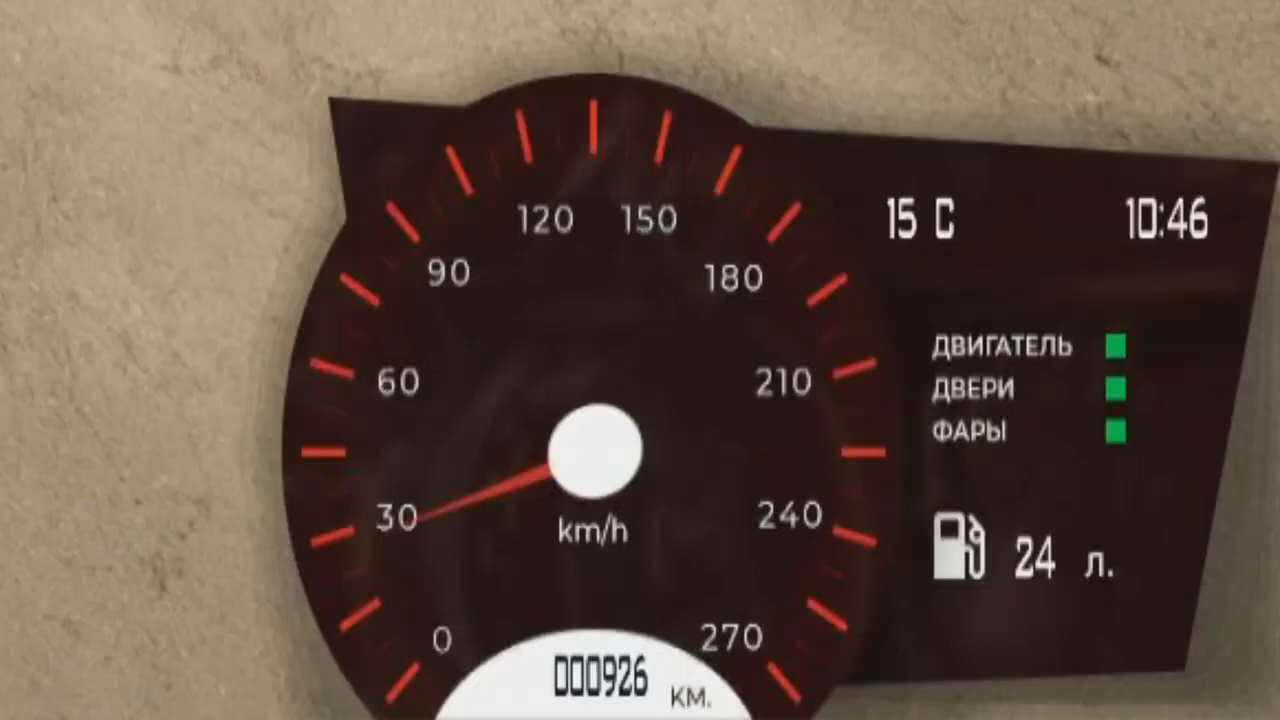 120 150
90 180
60 210
30 240
0 270
km/h
000926 КМ.
15 C 10:46
ДВИГАТЕЛЬ
ДВЕРИ
ФАРЫ
24 л.